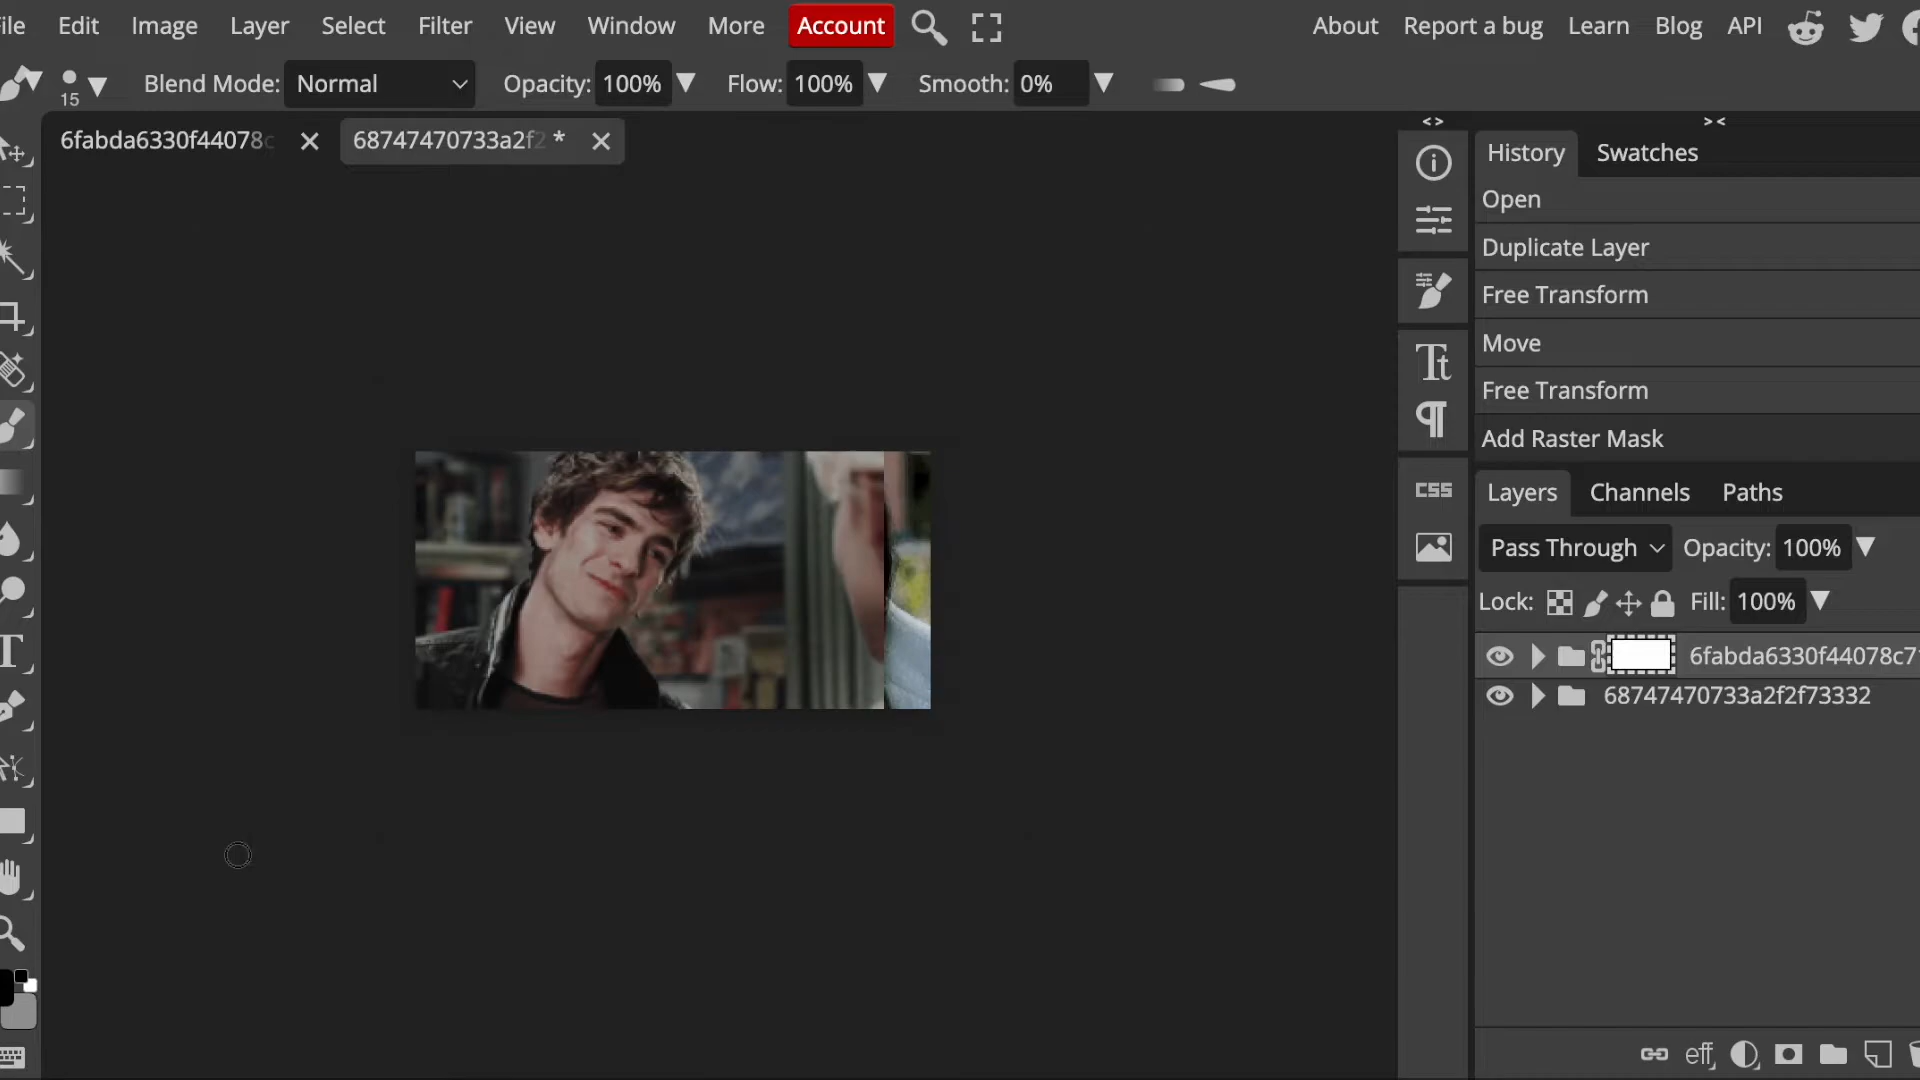 ile Edit Image Layer Select Filter View Window More Account About Report a bug Learn Blog API
15 Blend Mode: Normal Opacity: 100% Flow: 100% Smooth: 0%
6fabda6330f44078c 68747470733a2f2 *
< > > <
History Swatches
Open
Duplicate Layer
Free Transform
Move
Free Transform
Add Raster Mask
CSS
Layers Channels Paths
Pass Through Opacity: 100%
Lock: Fill: 100%
6fabda6330f44078c7
68747470733a2f2f73332
eff